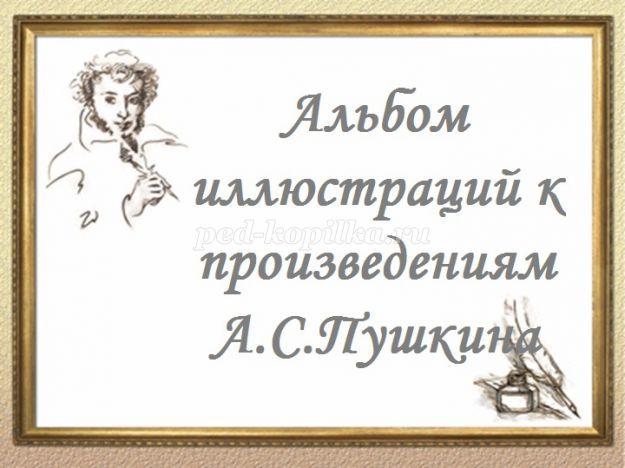 Альбом
иллюстраций к
ped-kopilka.ru
произведениям
А.С.Пушкина